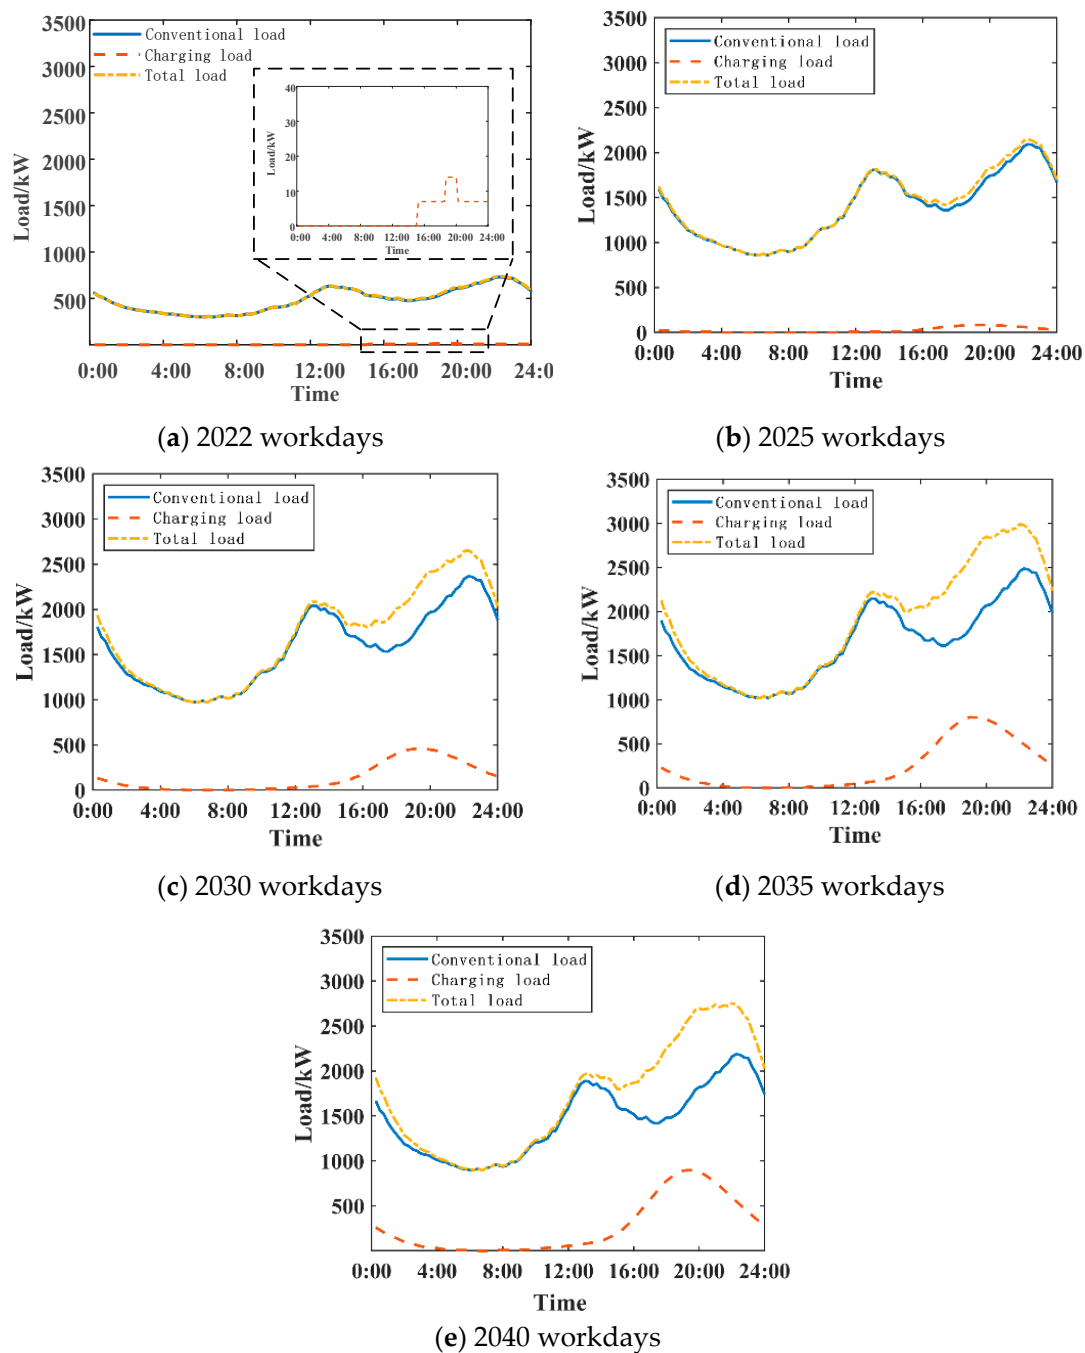 3500
3000
2500
2000
1500
1000
500
Load/kW
Conventional load
Charging load
Total load
40
30
20
10
0
Load/kW
0:00 4:00 8:00 12:00 16:00 20:00 24:00
Time
0:00 4:00 8:00 12:00 16:00 20:00 24:0
Time
(a) 2022 workdays
3500
3000
2500
2000
1500
1000
500
0
Load/kW
Conventional load
Charging load
Total load
0:00 4:00 8:00 12:00 16:00 20:00 24:00
Time
(b) 2025 workdays
3500
3000
2500
2000
1500
1000
500
0
Load/kW
Conventional load
Charging load
Total load
0:00 4:00 8:00 12:00 16:00 20:00 24:00
Time
(c) 2030 workdays
3500
3000
2500
2000
1500
1000
500
0
Load/kW
Conventional load
Charging load
Total load
0:00 4:00 8:00 12:00 16:00 20:00 24:00
Time
(d) 2035 workdays
3500
3000
2500
2000
1500
1000
500
Load/kW
Conventional load
Charging load
Total load
0:00 4:00 8:00 12:00 16:00 20:00 24:00
Time
(e) 2040 workdays